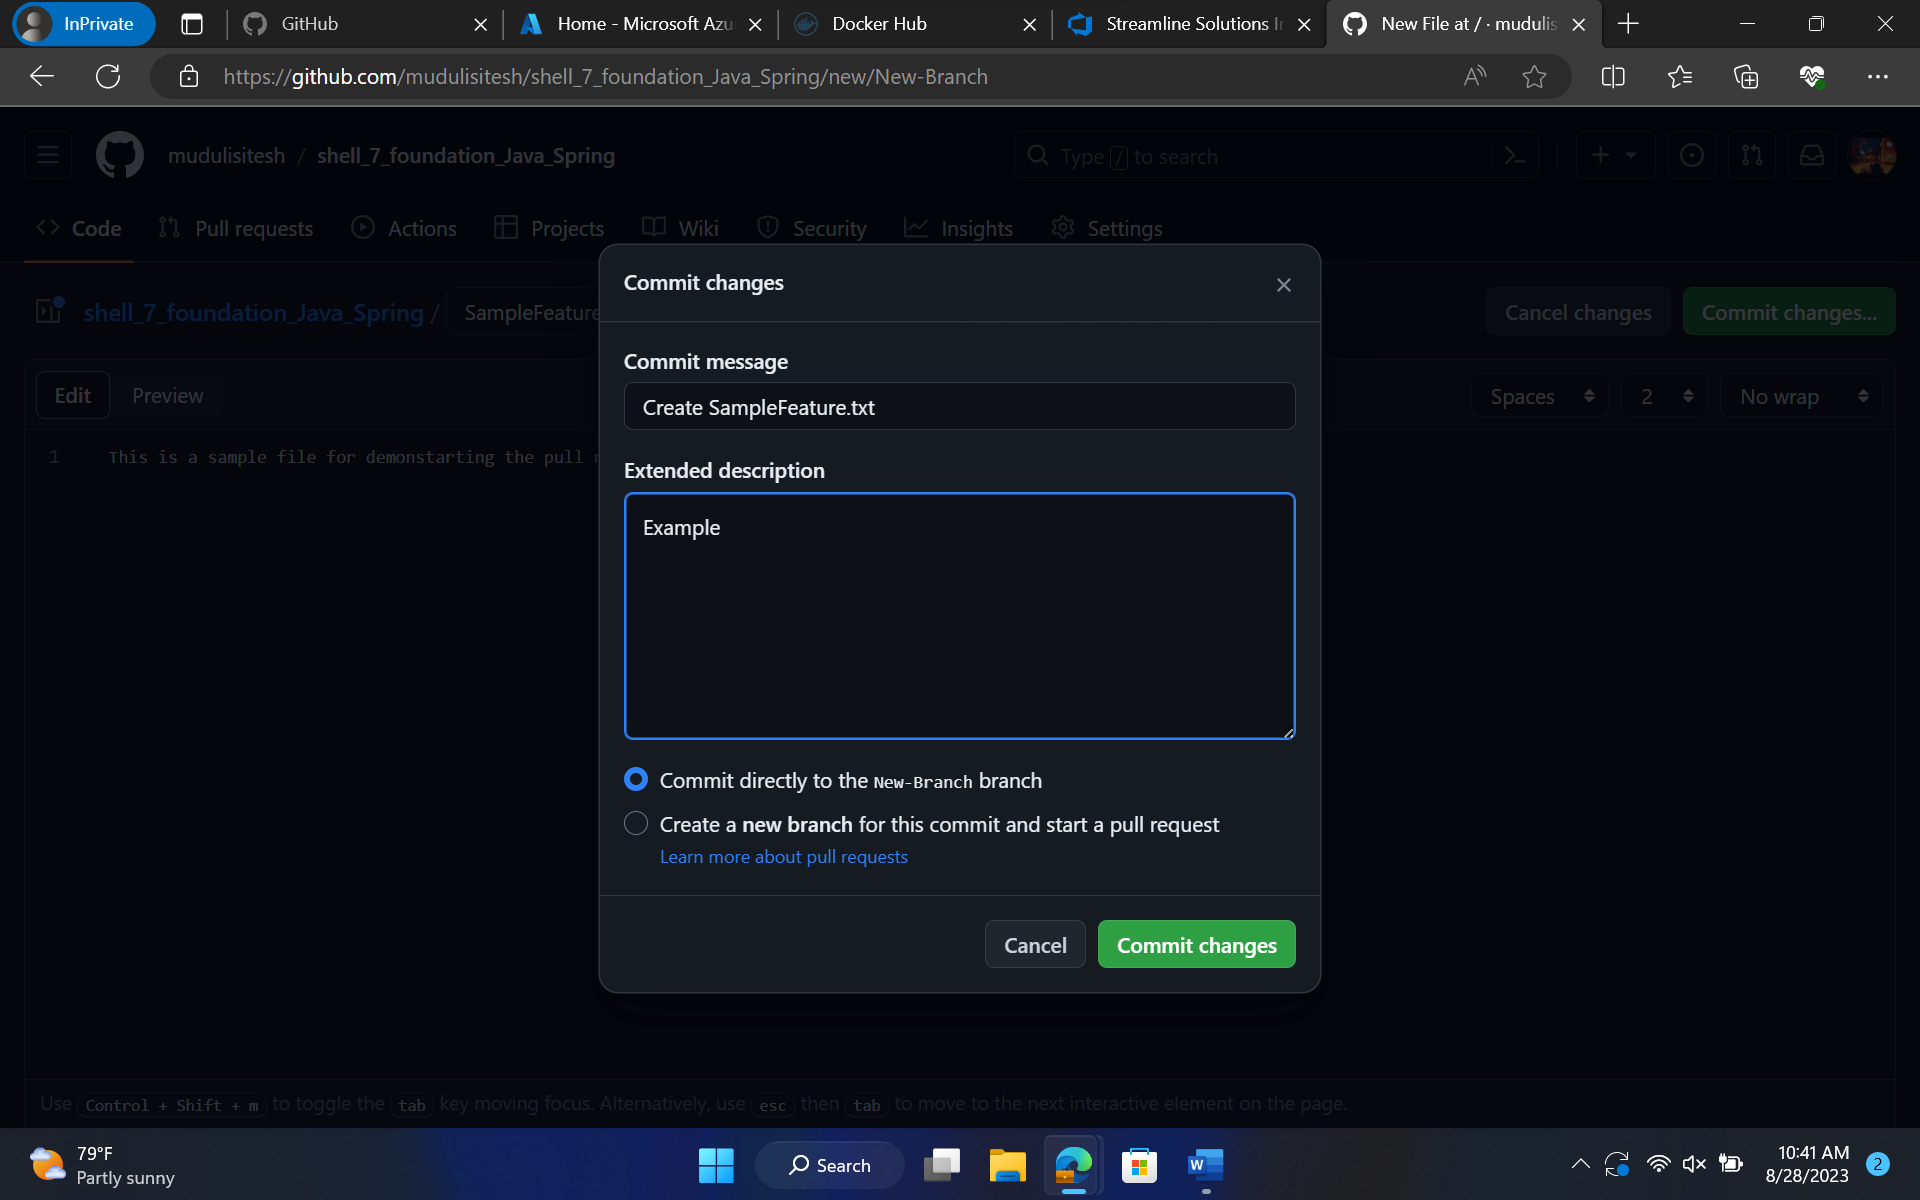 InPrivate
GitHub
Home - Microsoft Azu
Docker Hub
Streamline Solutions In
New File at / · mudulis
https://github.com/mudulisitesh/shell_7_foundation_Java_Spring/new/New-Branch
mudulisitesh / shell_7_foundation_Java_Spring
Type / to search
Code
Pull requests
Actions
Projects
Wiki
Security
Insights
Settings
shell_7_foundation_Java_Spring /
SampleFeature
Cancel changes
Commit changes...
Edit
Preview
Spaces
2
No wrap
1 This is a sample file for demonstarting the pull
Commit changes
Commit message
Create SampleFeature.txt
Extended description
Example
Commit directly to the New-Branch branch
Create a new branch for this commit and start a pull request
Learn more about pull requests
Cancel
Commit changes
Use Control + Shift + m to toggle the tab key moving focus. Alternatively, use esc then tab to move to the next interactive element on the page.
79°F
Partly sunny
Search
W
10:41 AM
8/28/2023
2